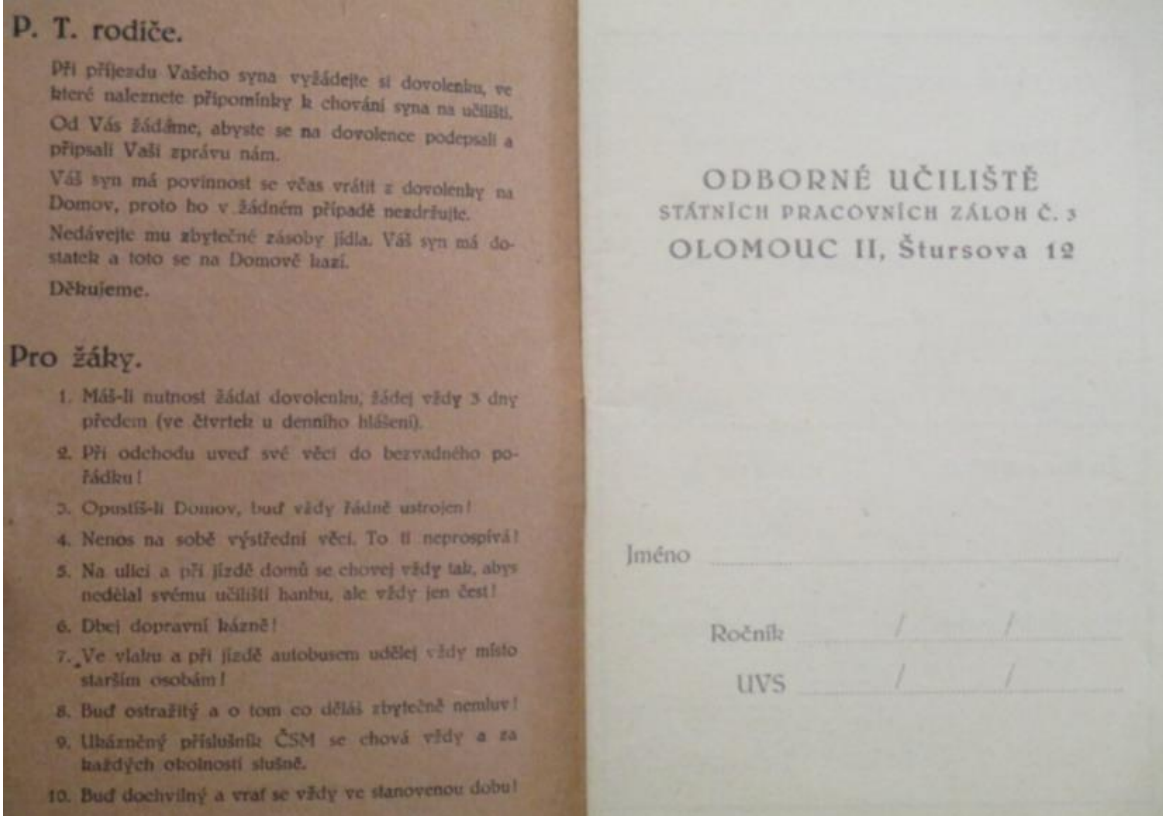 P. T. rodiče.
Při příjezdu Vašeho syna vyžádejte si dovolenku, ve
které naleznete připomínky k chování syna na učilišti.
Od Vás žádáme, abyste se na dovolence podepsali a
připsali Vaši zprávu nám.
Váš syn má povinnost se včas vrátit z dovolenky na
Domov, proto ho v žádném případě nezdržujte.
Nedávejte mu zbytečné zásoby jídla. Váš syn má do-
statek a toto se na Domově kazí.
Děkujeme.
Pro žáky.
1. Máš-li nutnost žádat dovolenku, žádej vždy 3 dny
předem (ve čtvrtek u denního hlášení).
2. Při odchodu uveď své věci do bezvadného po-
řádku!
3. Opustíš-li Domov, buď vždy řádně ustrojen!
4. Nenos na sobě výstřední věci. To ti neprospívá!
5. Na ulici a při jízdě domů se chovej vždy tak, abys
nedělal svému učilišti hanbu, ale vždy jen čest!
6. Dbej dopravní kázně!
7. Ve vlaku a při jízdě autobusem udělej vždy místo
starším osobám!
8. Buď ostražitý a o tom co děláš zbytečně nemluv!
9. Ukázněný příslušník ČSM se chová vždy a za
každých okolností slušně.
10. Buď dochvilný a vrať se vždy ve stanovenou dobu!
ODBORNÉ UČILIŠTĚ
STÁTNÍCH PRACOVNÍCH ZÁLOH Č. 3
OLOMOUC II, Štursova 12
Jméno
Ročník / /
UVS / /